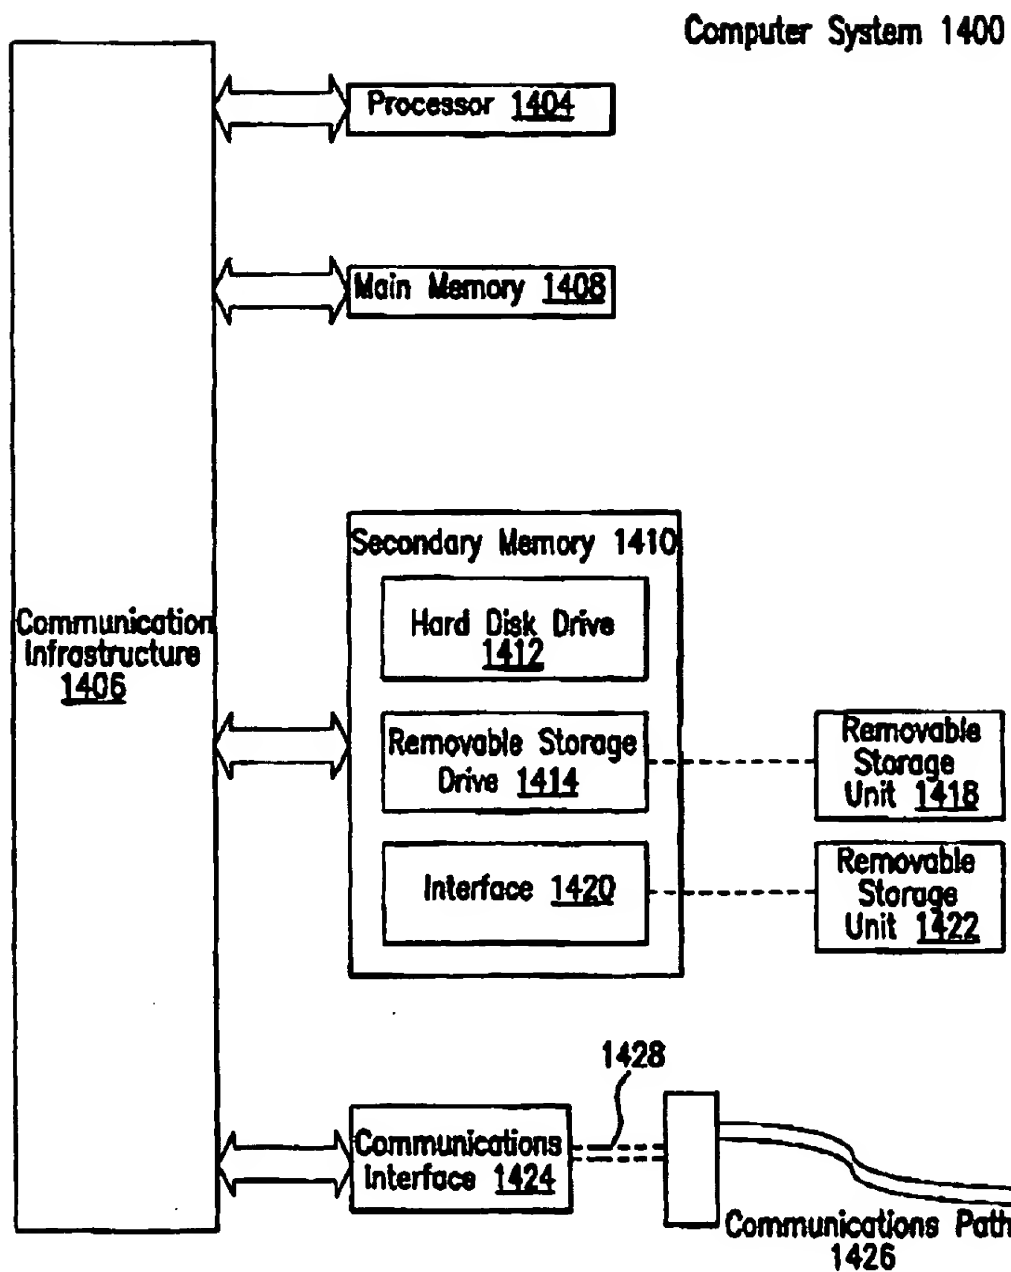 Computer System 1400
Processor 1404
Main Memory 1408
Secondary Memory 1410
Hard Disk Drive
1412
Communication
Infrastructure
1406
Removable Storage
Drive 1414
Removable
Storage
Unit 1418
Interface 1420
Removable
Storage
Unit 1422
1428
Communications
Interface 1424
Communications Path
1426